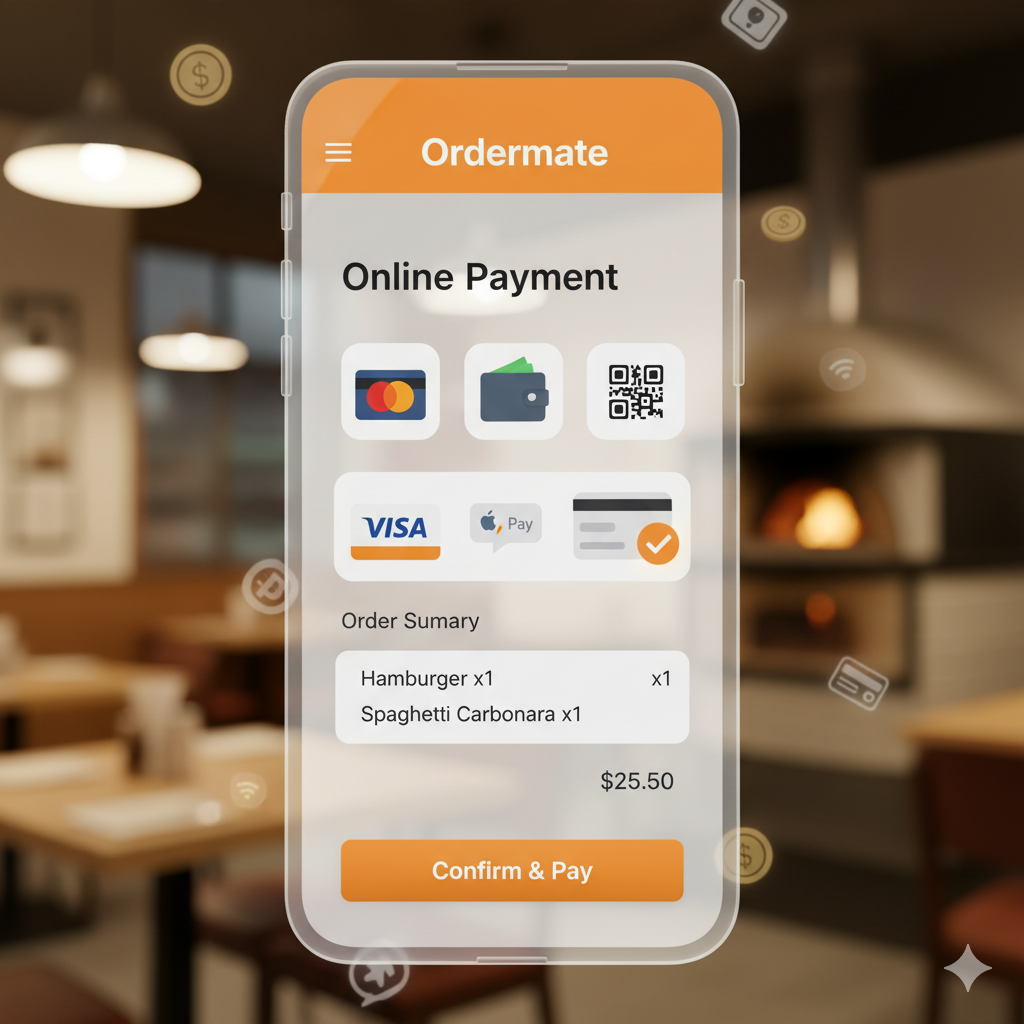 Ordermate
Online Payment
VISA
Pay
Order Sumary
Hamburger x1 x1
Spaghetti Carbonara x1
$25.50
Confirm & Pay
$
$
$